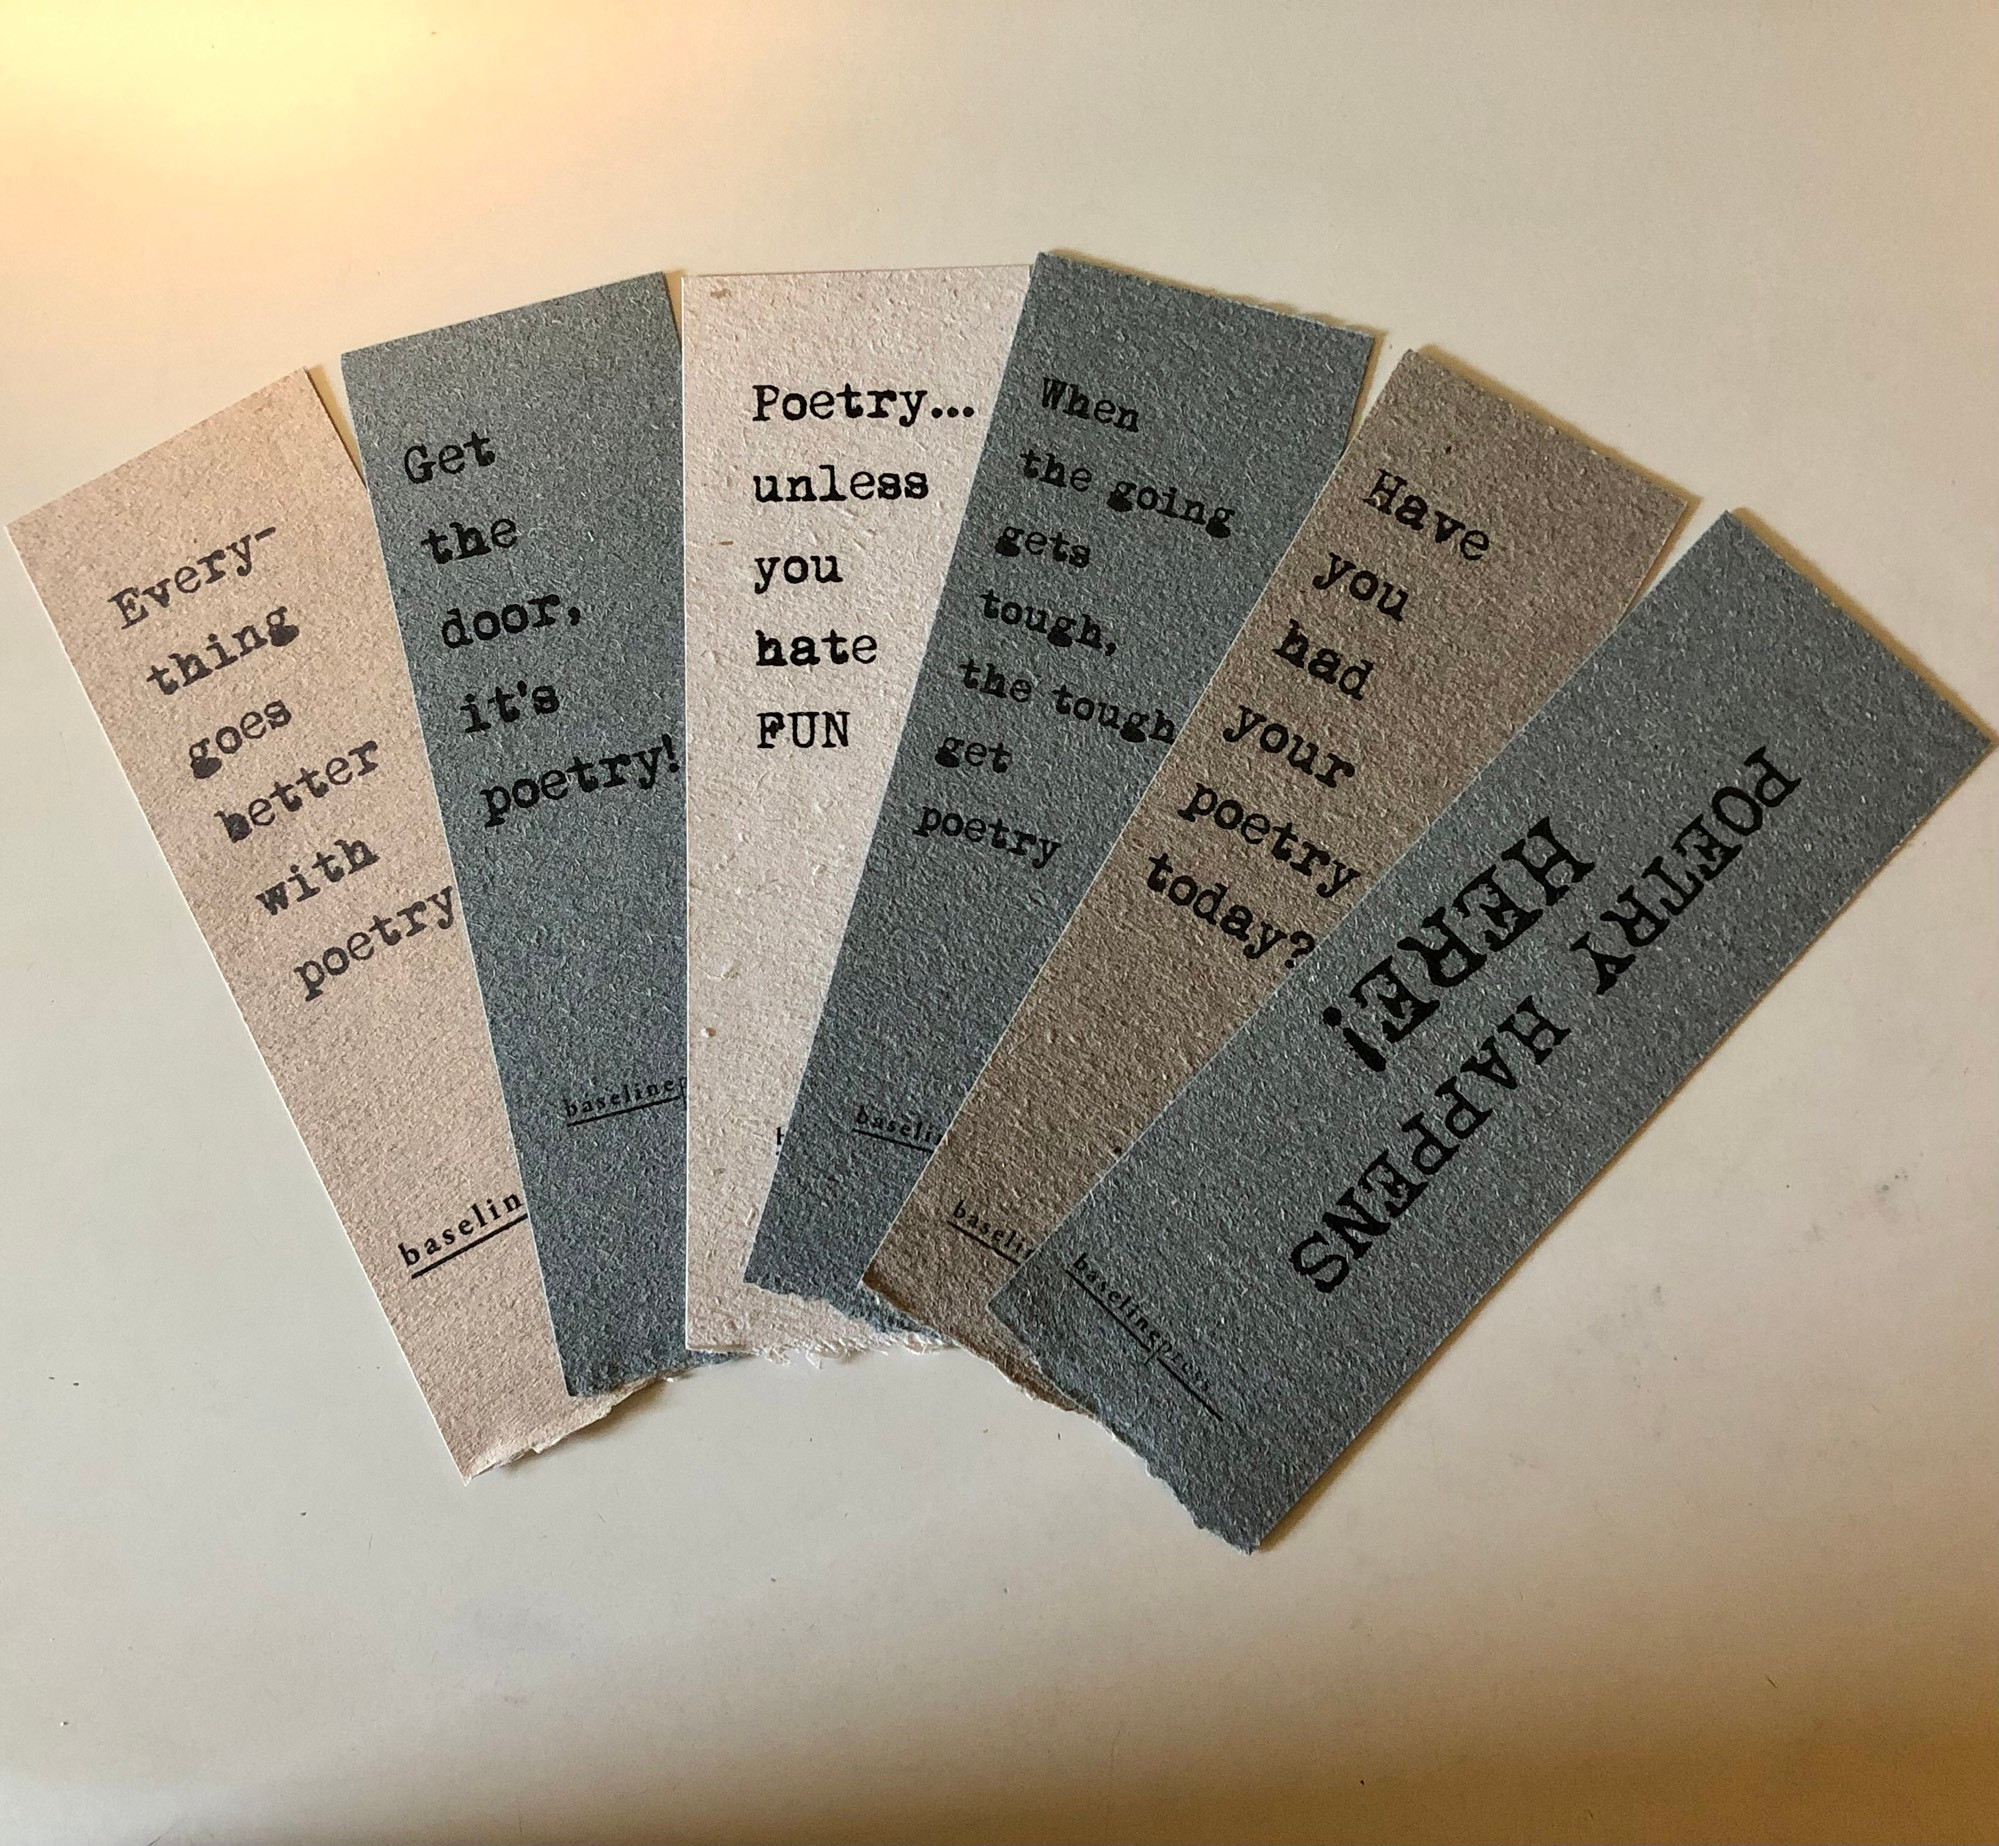 Every-
thing
goes
better
with
poetry
baselin
Get
the
door,
it's
poetry!
baselinep
Poetry...
unless
you
hate
FUN
b
When
the going
gets
tough,
the tough
get
poetry
baseli
Have
you
had
your
poetry
today?
baselin
POETRY HAPPENS
HERE!
baselinepress